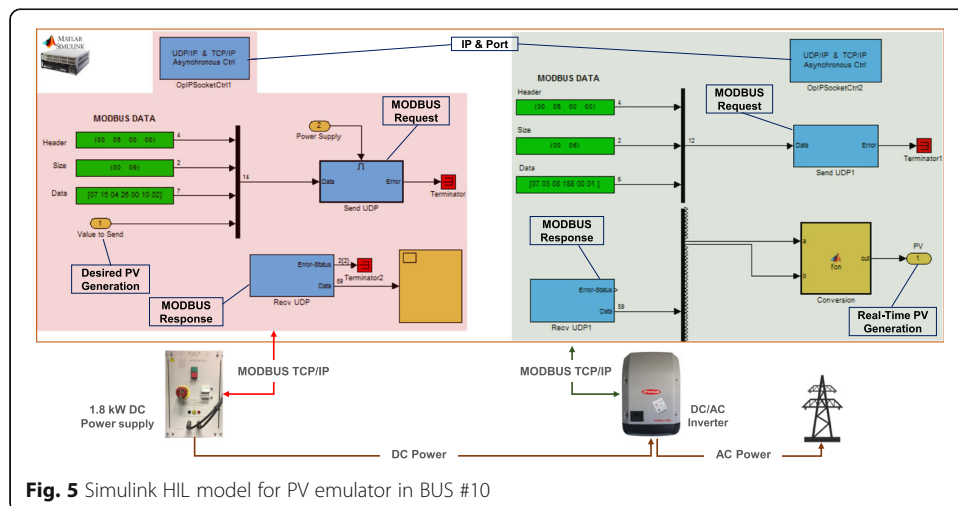 MATLAB
SIMULINK
UDP/IP & TCP/IP
Asynchronous Ctrl
OpIPSocketCtrl1
IP & Port
UDP/IP & TCP/IP
Asynchronous Ctrl
OpIPSocketCtrl2
MODBUS DATA
Header
(00 05 00 00)
4
Size
(00 09)
2
Data
[07 15 04 26 00 10 02]
7
14
1
Value to Send
Desired PV
Generation
2
Power Supply
MODBUS
Request
Data
Error
Send UDP
Terminator
MODBUS
Response
Error-Status
2(2)
Terminator2
Data
59
Recv UDP
MODBUS DATA
Header
(00 05 00 00)
4
Size
(00 06)
2
Data
[07 03 08 188 00 01 ]
6
12
MODBUS
Request
Data
Error
Send UDP1
Terminator1
MODBUS
Response
Error-Status
Data
59
Recv UDP1
a
fcn
out
Conversion
PV
1
Real-Time PV
Generation
MODBUS TCP/IP
MODBUS TCP/IP
1.8 kW DC
Power supply
DC/AC
Inverter
DC Power
AC Power
Fig. 5 Simulink HIL model for PV emulator in BUS #10